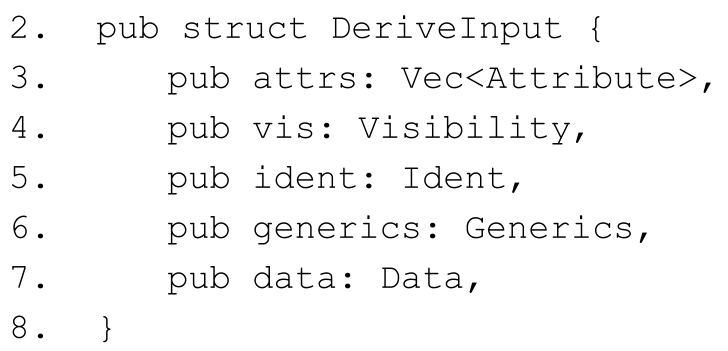 2.  pub struct DeriveInput {
3.      pub attrs: Vec<Attribute>,
4.      pub vis: Visibility,
5.      pub ident: Ident,
6.      pub generics: Generics,
7.      pub data: Data,
8.  }